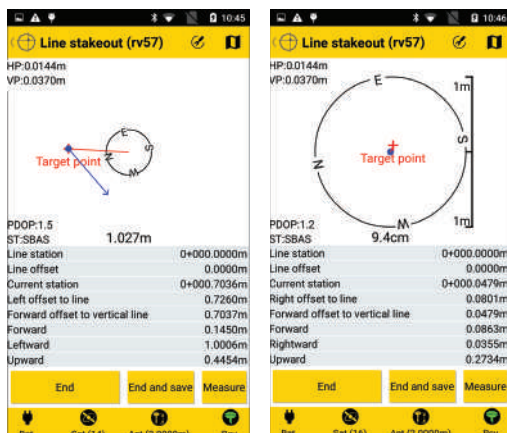 10:45
Line stakeout (rv57)
HP:0.0144m
VP:0.0370m
E
S
N
W
Target point
PDOP:1.5
ST:SBAS
1.027m
Line station 0+000.0000m
Line offset 0.0000m
Current station 0+000.7036m
Left offset to line 0.7260m
Forward offset to vertical line 0.7037m
Forward 0.1450m
Leftward 1.0006m
Upward 0.4454m
End
End and save
Measure
10:46
Line stakeout (rv57)
HP:0.0144m
VP:0.0370m
E
1m
S
N
Target point
W
1m
PDOP:1.2
ST:SBAS
9.4cm
Line station 0+000.0000m
Line offset 0.0000m
Current station 0+000.0479m
Right offset to line 0.0801m
Forward offset to vertical line 0.0479m
Forward 0.0863m
Rightward 0.0355m
Upward 0.2734m
End
End and save
Measure